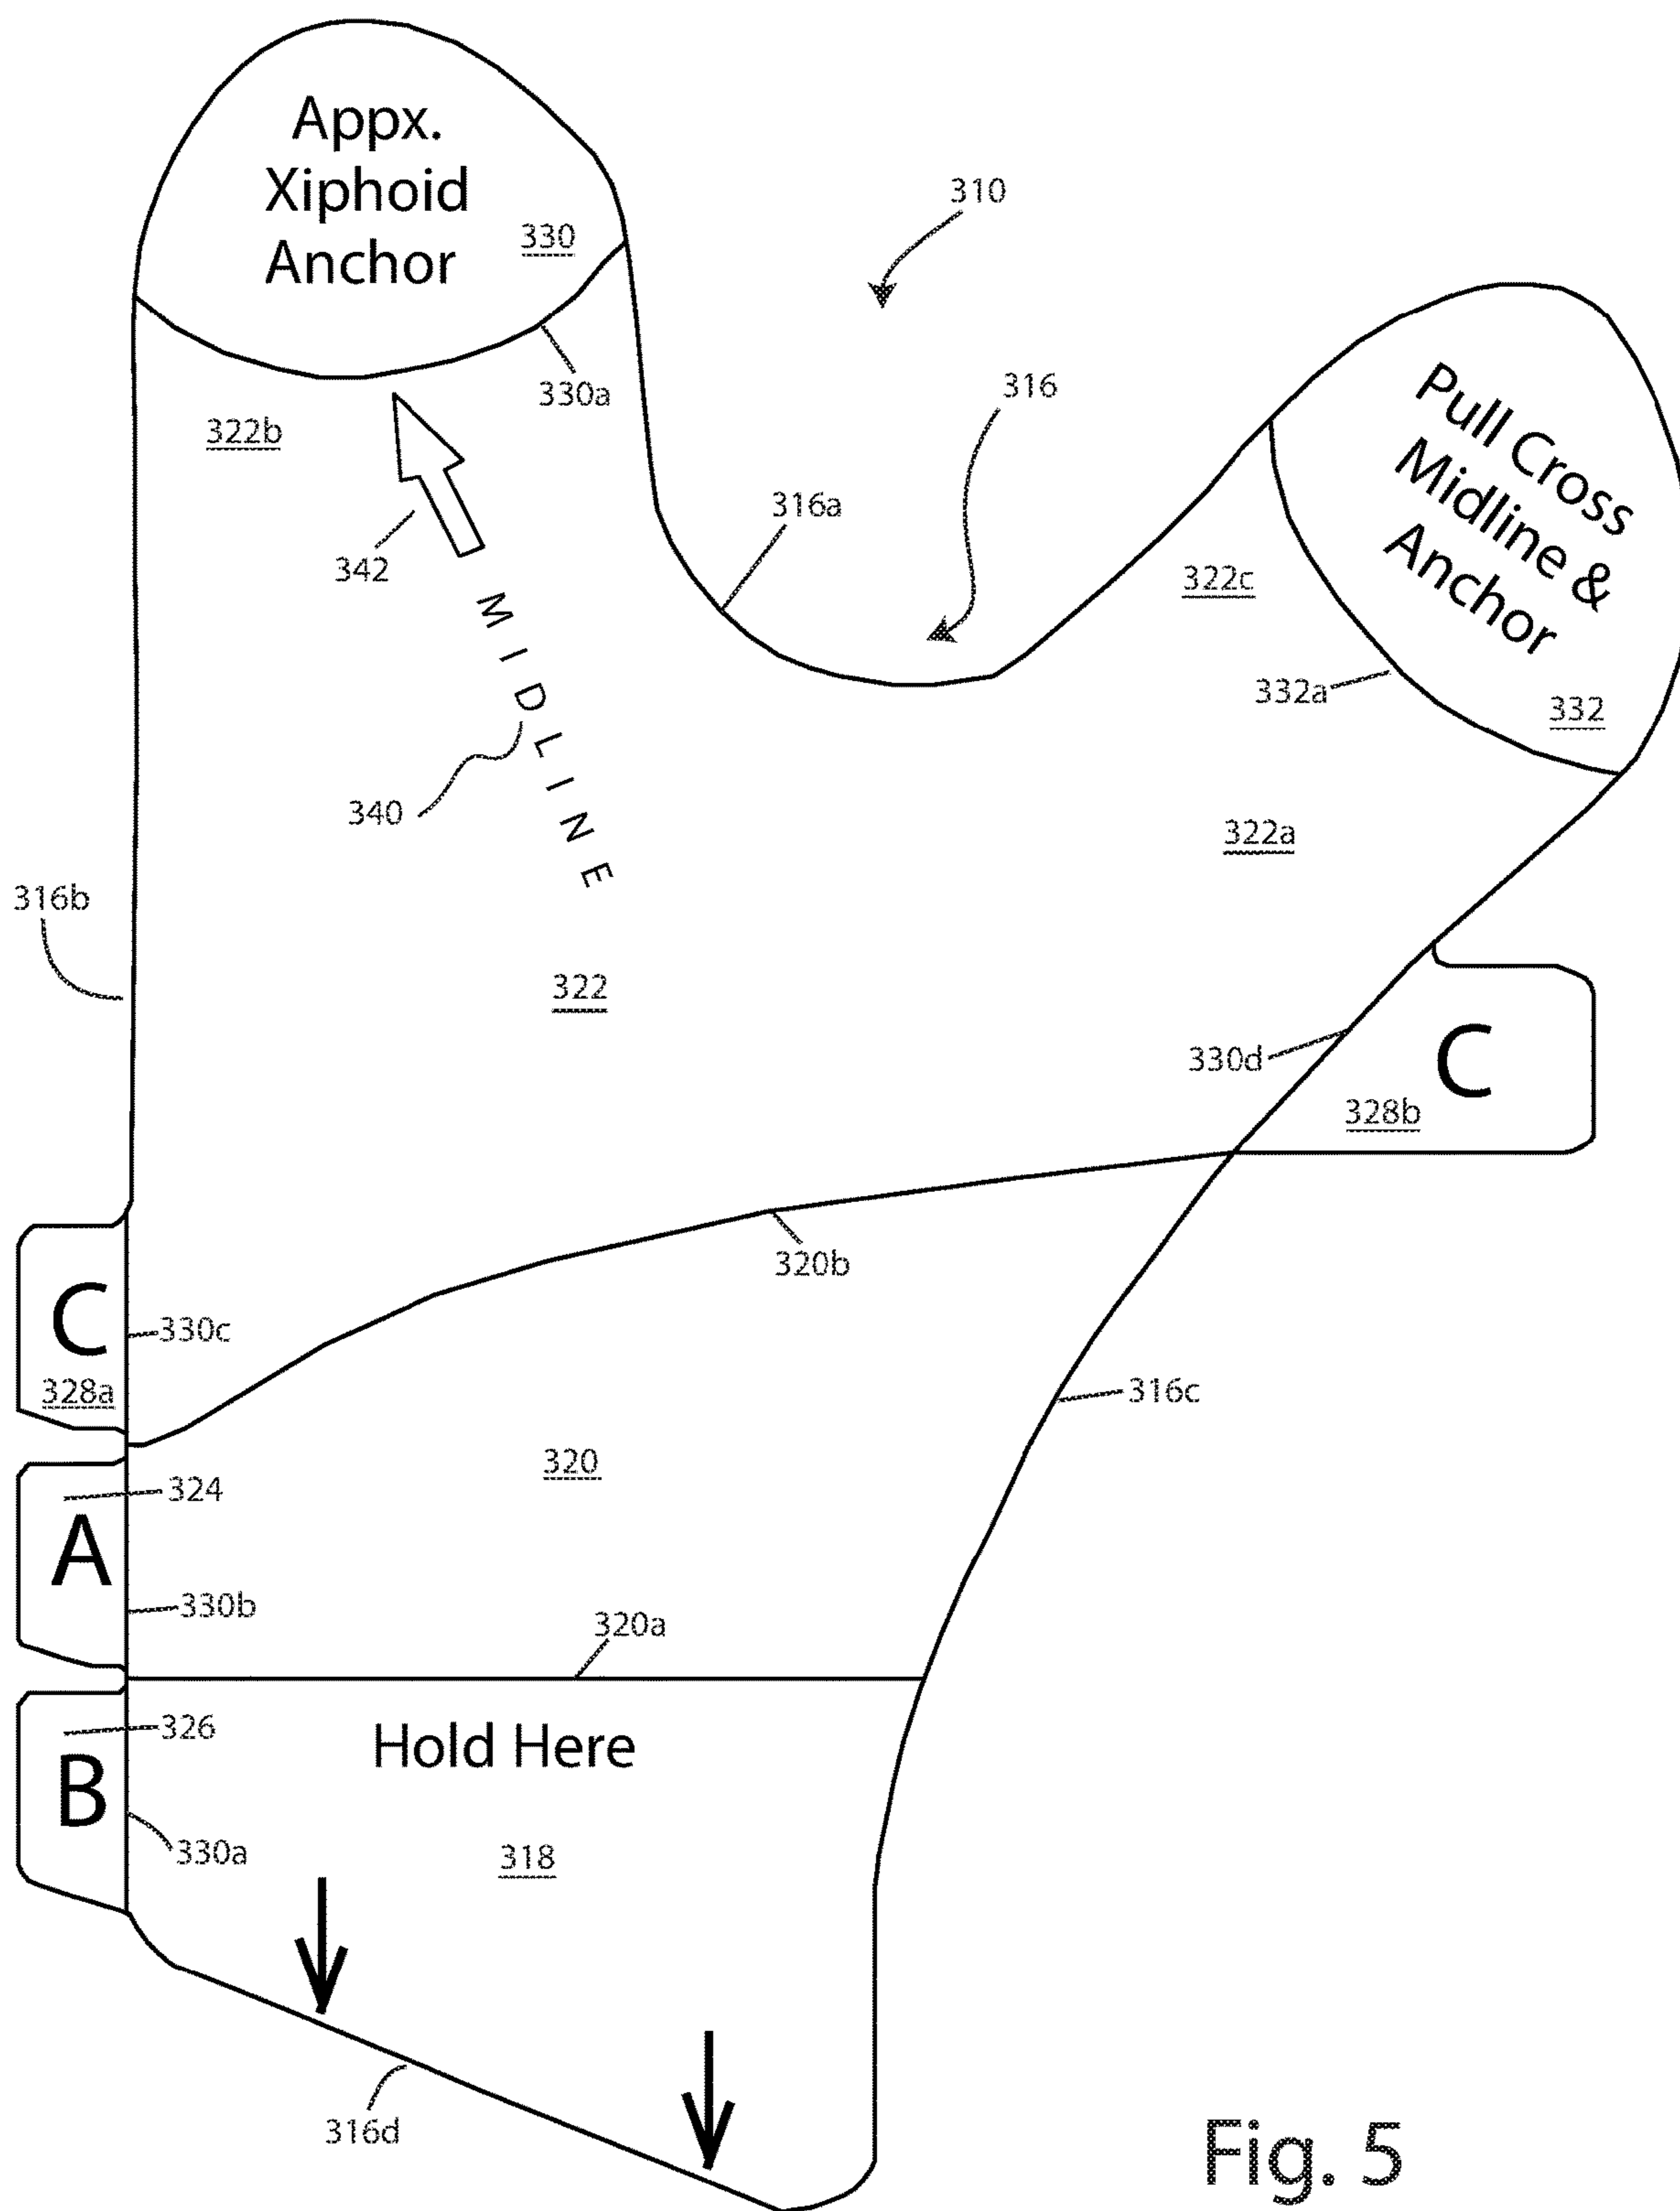 Appx.
Xiphoid
Anchor
330
310
330a
316
322b
Pull Cross
Midline &
Anchor
316a
342
322c
332a
332
MIDLINE
340
322a
316b
322
330d
C
328b
320b
C
330c
328a
316c
320
324
A
330b
320a
326
Hold Here
B
330a
318
316d
Fig. 5